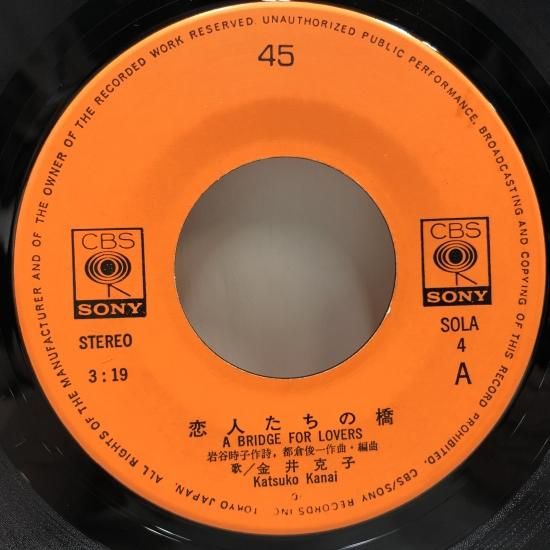 ALL RIGHTS OF THE MANUFACTURER AND OF THE OWNER OF THE RECORDED WORK RESERVED. UNAUTHORIZED PUBLIC PERFORMANCE, BROADCASTING AND COPYING OF THIS RECORD PROHIBITED. CBS/SONY RECORDS INC. TOKYO JAPAN.
45
CBS
SONY
STEREO
3:19
CBS
SONY
SOLA
4
A
恋人たちの橋
A BRIDGE FOR LOVERS
岩谷時子作詩,都倉俊一作曲・編曲
歌/金井克子
Katsuko Kanai